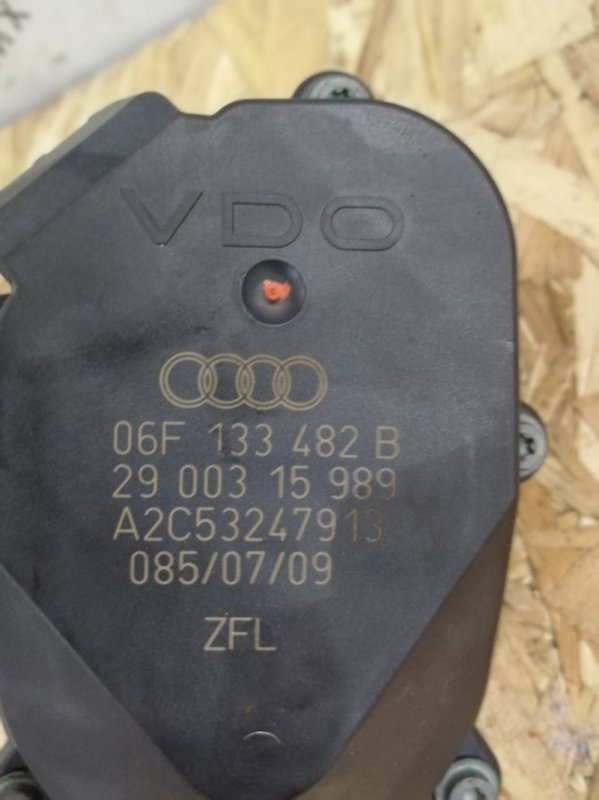 VDO
06F 133 482 B
29 003 15 989
A2C53247913
085/07/09
ZFL